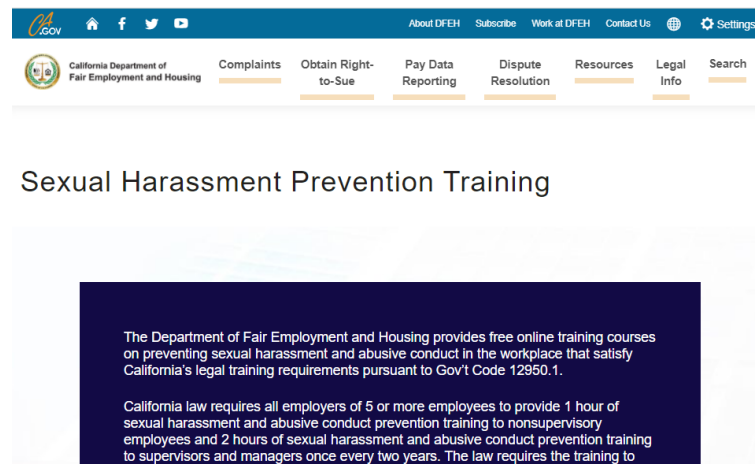 CA.GOV
About DFEH Subscribe Work at DFEH Contact Us Settings
California Department of
Fair Employment and Housing
Complaints
Obtain Right-
to-Sue
Pay Data
Reporting
Dispute
Resolution
Resources
Legal
Info
Search
Sexual Harassment Prevention Training
The Department of Fair Employment and Housing provides free online training courses
on preventing sexual harassment and abusive conduct in the workplace that satisfy
California’s legal training requirements pursuant to Gov’t Code 12950.1.
California law requires all employers of 5 or more employees to provide 1 hour of
sexual harassment and abusive conduct prevention training to nonsupervisory
employees and 2 hours of sexual harassment and abusive conduct prevention training
to supervisors and managers once every two years. The law requires the training to